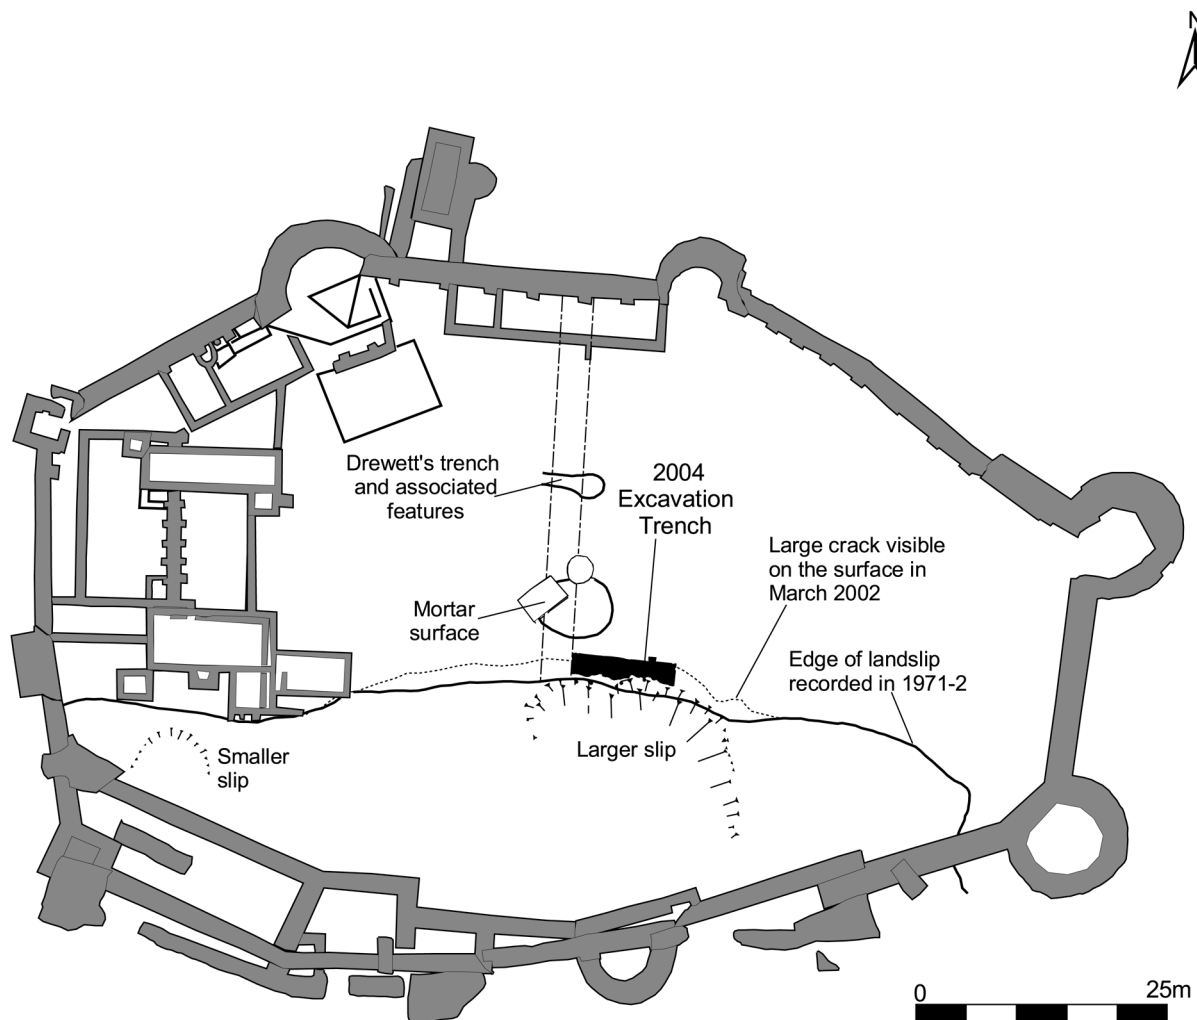 N
Drewett's trench
and associated
features
2004
Excavation
Trench
Large crack visible
on the surface in
March 2002
Mortar
surface
Edge of landslip
recorded in 1971-2
Smaller
slip
Larger slip
0
25m